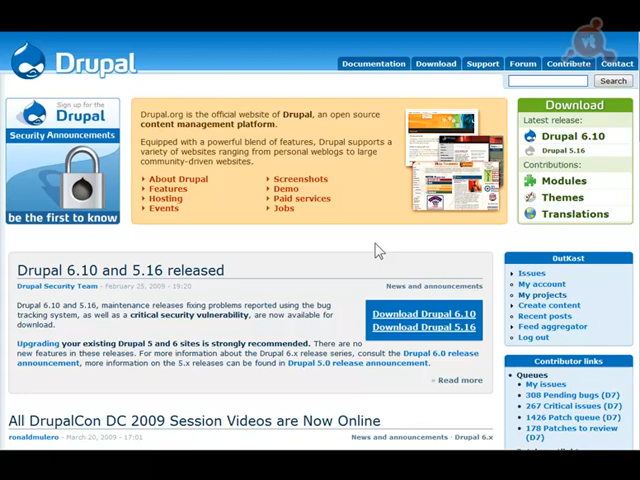 vt
Drupal
Documentation
Download
Support
Forum
Contribute
Contact
Search
Sign up for the
Drupal
Security Announcements
be the first to know
Drupal.org is the official website of Drupal, an open source
content management platform.
Equipped with a powerful blend of features, Drupal supports a
variety of websites ranging from personal weblogs to large
community-driven websites.
About Drupal
Features
Hosting
Events
Screenshots
Demo
Paid services
Jobs
Download
Latest release:
Drupal 6.10
Drupal 5.16
Contributions:
Modules
Themes
Translations
Drupal 6.10 and 5.16 released
Drupal Security Team - February 25, 2009 - 19:20
News and announcements
Drupal 6.10 and 5.16, maintenance releases fixing problems reported using the bug
tracking system, as well as a critical security vulnerability, are now available for
download.
Download Drupal 6.10
Download Drupal 5.16
Upgrading your existing Drupal 5 and 6 sites is strongly recommended. There are no
new features in these releases. For more information about the Drupal 6.x release series, consult the Drupal 6.0 release
announcement, more information on the 5.x releases can be found in Drupal 5.0 release announcement.
» Read more
All DrupalCon DC 2009 Session Videos are Now Online
ronaldmulero - March 20, 2009 - 17:01
News and announcements · Drupal 6.x
OutKast
Issues
My account
My projects
Create content
Recent posts
Feed aggregator
Log out
Contributor links
Queues
My issues
308 Pending bugs (D7)
267 Critical issues (D7)
1426 Patch queue (D7)
178 Patches to review
(D7)